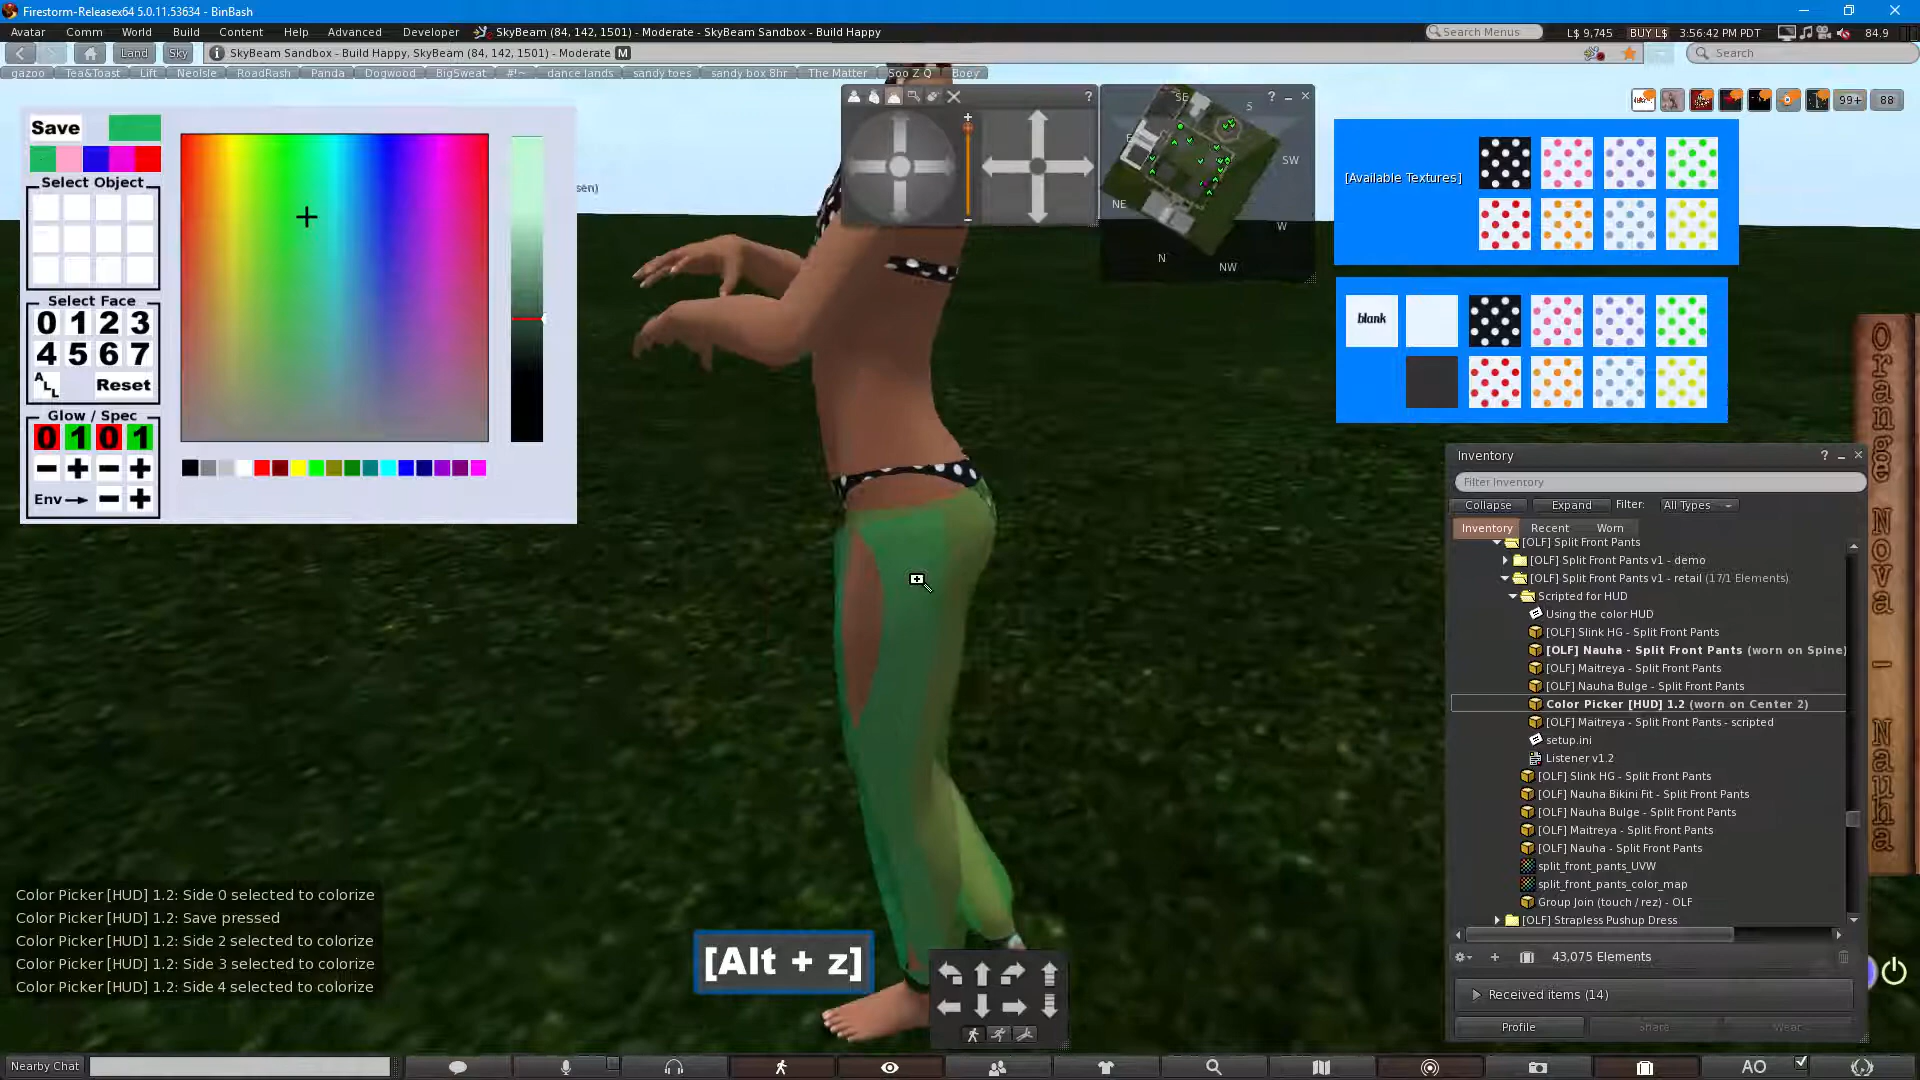 Firestorm-Releasex64 5.0.11.53634 - BinBash
Avatar Comm World Build Content Help Advanced Developer SkyBeam (84, 142, 1501) - Moderate - SkyBeam Sandbox - Build Happy
Search Menus L$ 9,745 BUY L$ 3:56:42 PM PDT 84.9
Land Sky SkyBeam Sandbox - Build Happy, SkyBeam (84, 142, 1501) - Moderate M
Search
gazoo Tea&Toast Lift NeoIsle RoadRash Panda Dogwood BigSweat #!~ dance lands sandy toes sandy box 8hr The Matter Soo Z Q Boey
99+ 88
Save
Select Object
Select Face
0 1 2 3
4 5 6 7
ALL Reset
Glow / Spec
0 1 0 1
- + - +
Env - +
sen)
SE S
E SW
NE W
N NW
[Available Textures]
blank
Orange Nova - Nauha
Inventory
Filter Inventory
Collapse Expand Filter: All Types
Inventory Recent Worn
[OLF] Split Front Pants
[OLF] Split Front Pants v1 - demo
[OLF] Split Front Pants v1 - retail (17/1 Elements)
Scripted for HUD
Using the color HUD
[OLF] Slink HG - Split Front Pants
[OLF] Nauha - Split Front Pants (worn on Spine)
[OLF] Maitreya - Split Front Pants
[OLF] Nauha Bulge - Split Front Pants
Color Picker [HUD] 1.2 (worn on Center 2)
[OLF] Maitreya - Split Front Pants - scripted
setup.ini
Listener v1.2
[OLF] Slink HG - Split Front Pants
[OLF] Nauha Bikini Fit - Split Front Pants
[OLF] Nauha Bulge - Split Front Pants
[OLF] Maitreya - Split Front Pants
[OLF] Nauha - Split Front Pants
split_front_pants_UVW
split_front_pants_color_map
Group Join (touch / rez) - OLF
[OLF] Strapless Pushup Dress
43,075 Elements
Received items (14)
Profile Share Wear
Color Picker [HUD] 1.2: Side 0 selected to colorize
Color Picker [HUD] 1.2: Save pressed
Color Picker [HUD] 1.2: Side 2 selected to colorize
Color Picker [HUD] 1.2: Side 3 selected to colorize
Color Picker [HUD] 1.2: Side 4 selected to colorize
[Alt + z]
Nearby Chat
AO